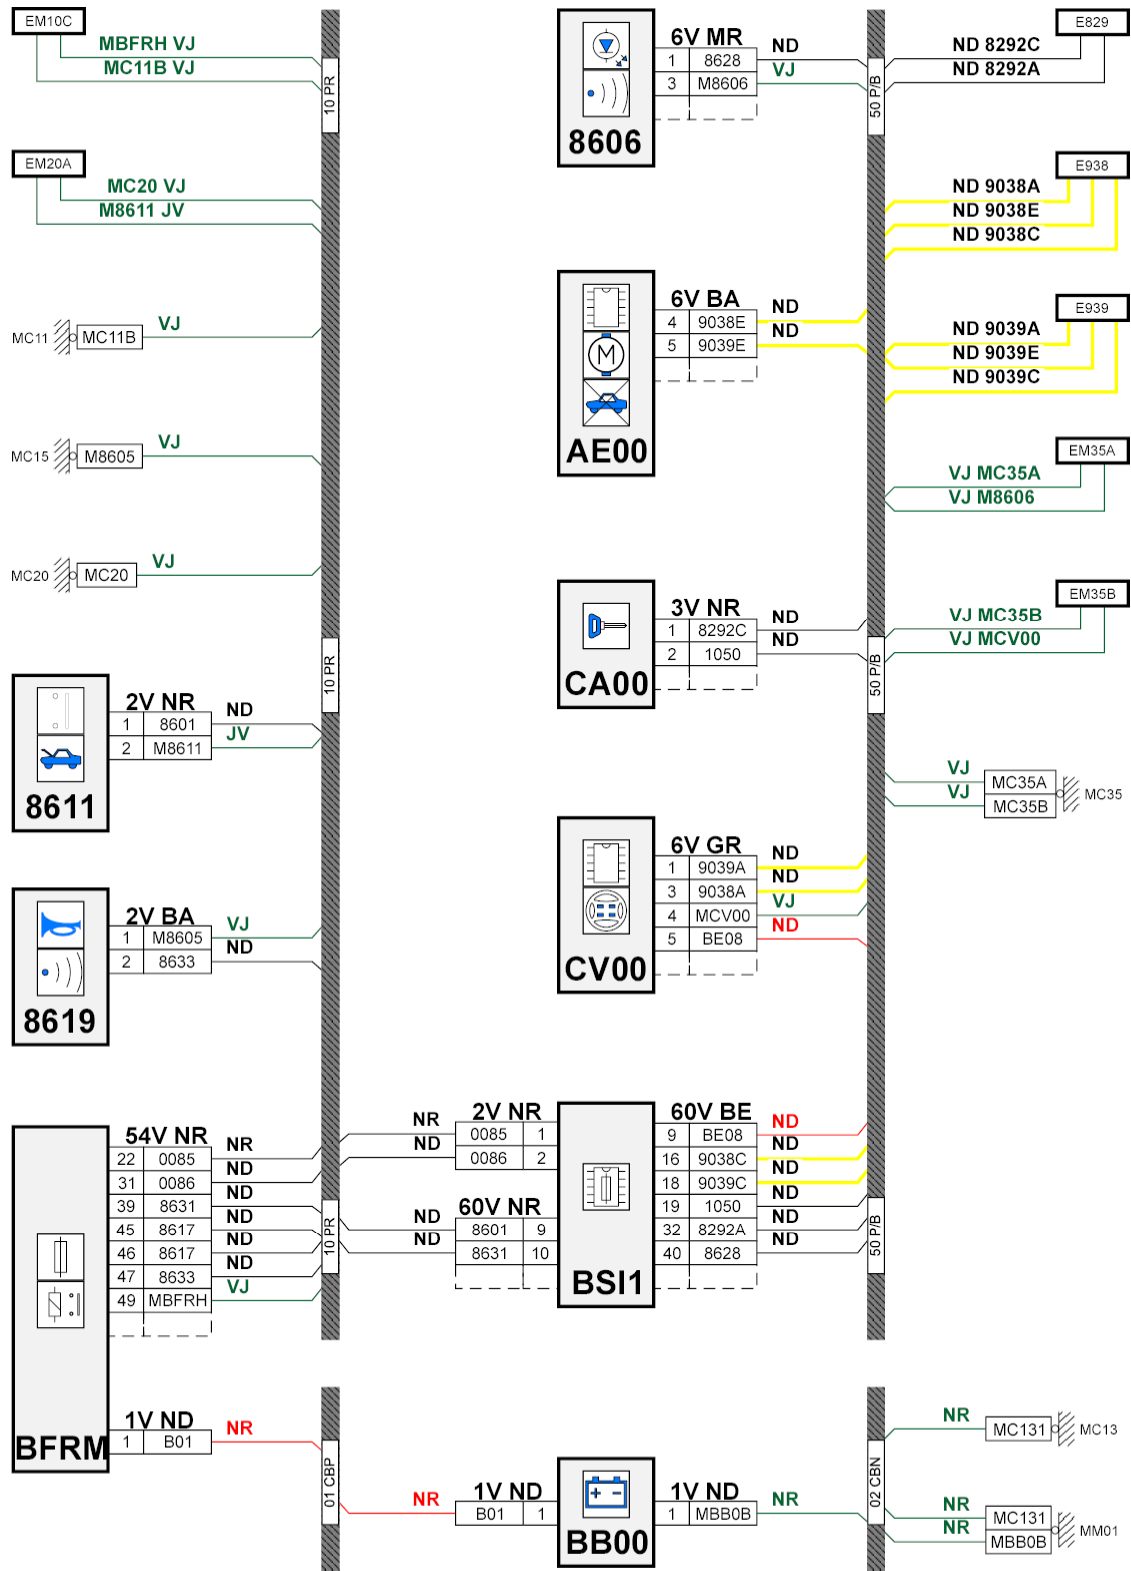 EM10C
MBFRH VJ
MC11B VJ
10 PR
EM20A
MC20 VJ
M8611 JV
MC11 MC11B VJ
MC15 M8605 VJ
MC20 MC20 VJ
10 PR
2V NR
1 8601 ND
2 M8611 JV
8611
2V BA
1 M8605 VJ
2 8633 ND
8619
54V NR
22 0085 NR
31 0086 ND
39 8631 ND
45 8617 ND
46 8617 ND
47 8633 ND
49 MBFRH VJ
10 PR
1V ND
1 B01 NR
BFRM
01 CBP
6V MR
1 8628 ND
3 M8606 VJ
8606
50 P/B
6V BA
4 9038E ND
5 9039E ND
M
AE00
3V NR
1 8292C ND
2 1050 ND
CA00
50 P/B
6V GR
1 9039A ND
3 9038A ND
4 MCV00 VJ
5 BE08 ND
CV00
2V NR
NR 0085 1
ND 0086 2
60V NR
ND 8601 9
ND 8631 10
60V BE
9 BE08 ND
16 9038C ND
18 9039C ND
19 1050 ND
32 8292A ND
40 8628 ND
BSI1
50 P/B
1V ND
NR B01 1
+ -
BB00
1V ND
1 MBB0B NR
02 CBN
E829
ND 8292C
ND 8292A
E938
ND 9038A
ND 9038E
ND 9038C
E939
ND 9039A
ND 9039E
ND 9039C
EM35A
VJ MC35A
VJ M8606
EM35B
VJ MC35B
VJ MCV00
VJ MC35A
VJ MC35B
MC35
NR MC131 MC13
NR MC131
NR MBB0B
MM01